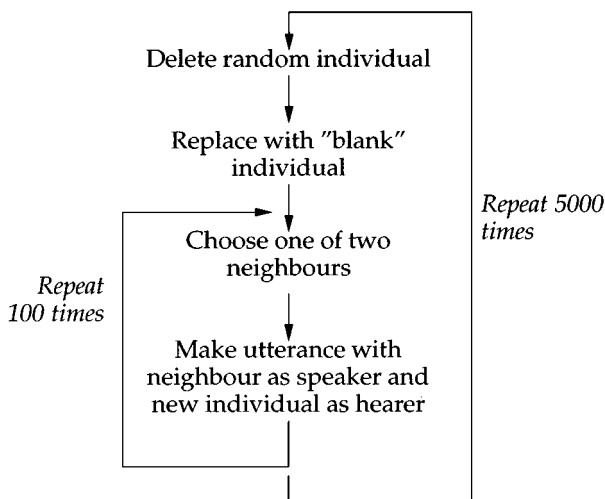 Delete random individual
Replace with "blank"
individual
Repeat 5000
times
Choose one of two
neighbours
Repeat
100 times
Make utterance with
neighbour as speaker and
new individual as hearer